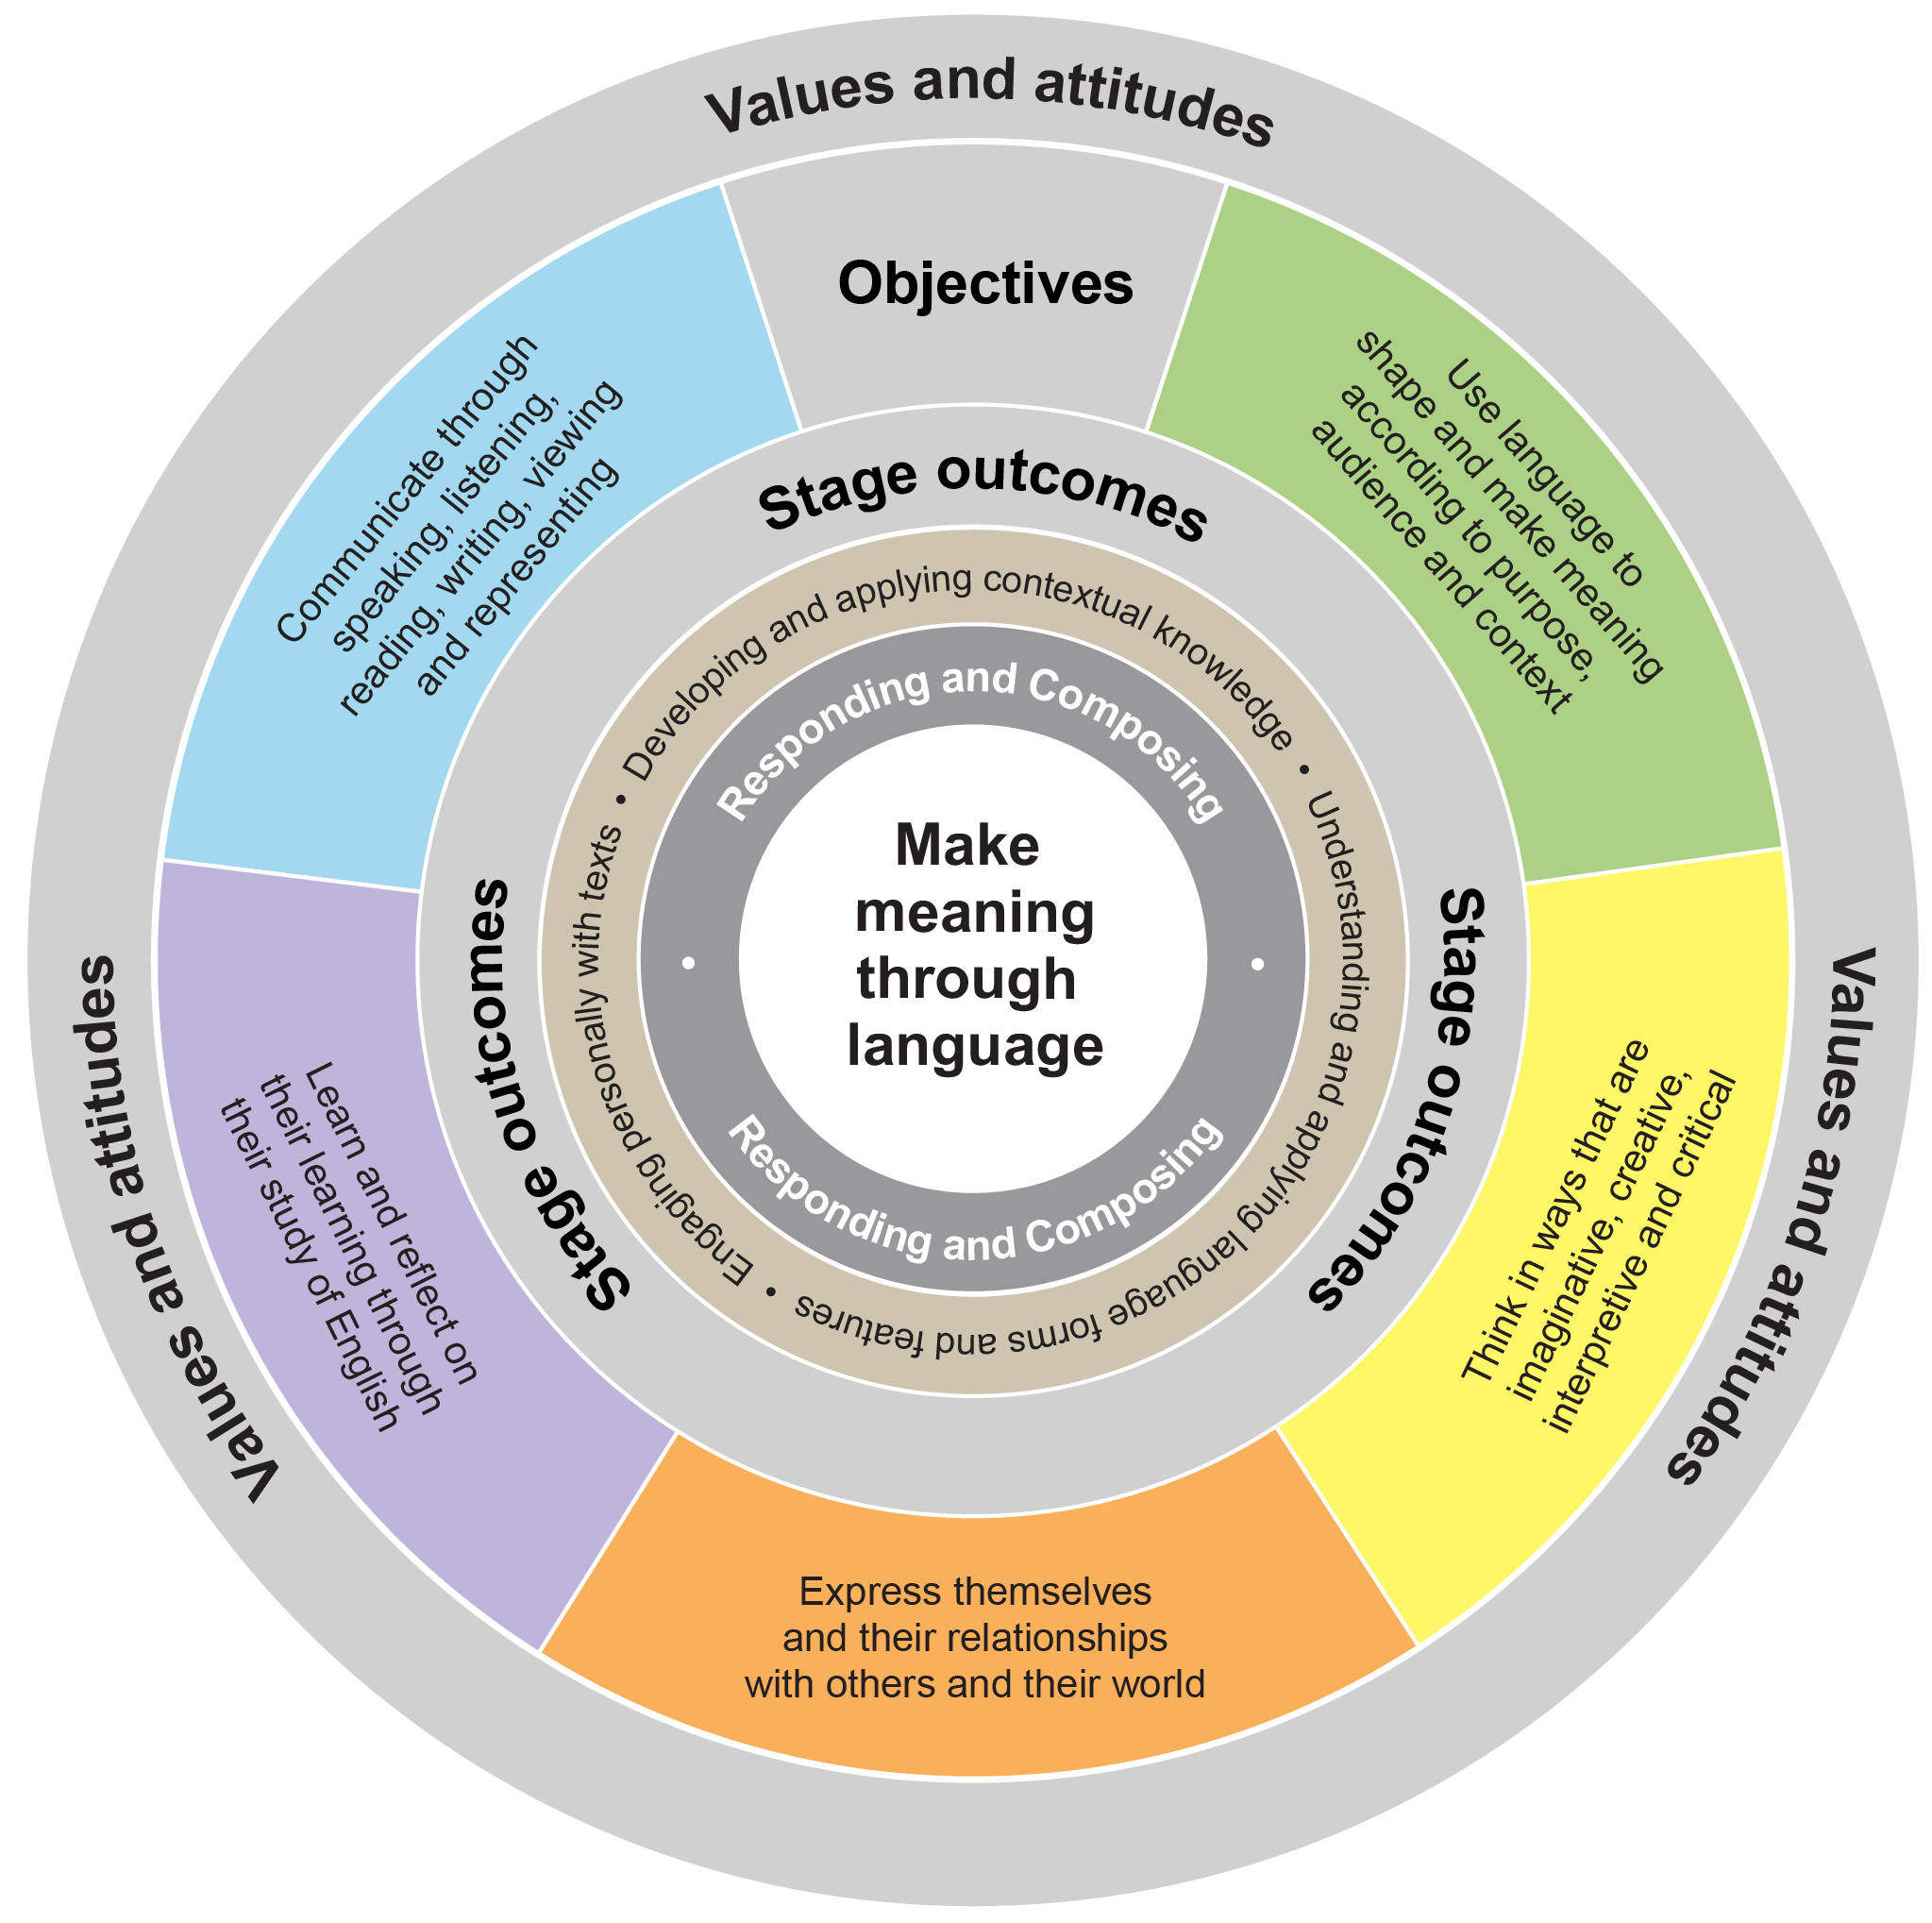 Values and attitudes
Objectives
Communicate through
speaking, listening,
reading, writing, viewing
and representing
Use language to
shape and make meaning
according to purpose,
audience and context
Stage outcomes
Developing and applying contextual knowledge • Understanding and applying language forms and features • Engaging personally with texts •
Responding and Composing
Make
meaning
through
language
• •
Responding and Composing
Stage outcomes
Stage outcomes
Values and attitudes
Values and attitudes
Think in ways that are
imaginative, creative,
interpretive and critical
Learn and reflect on
their learning through
their study of English
Express themselves
and their relationships
with others and their world